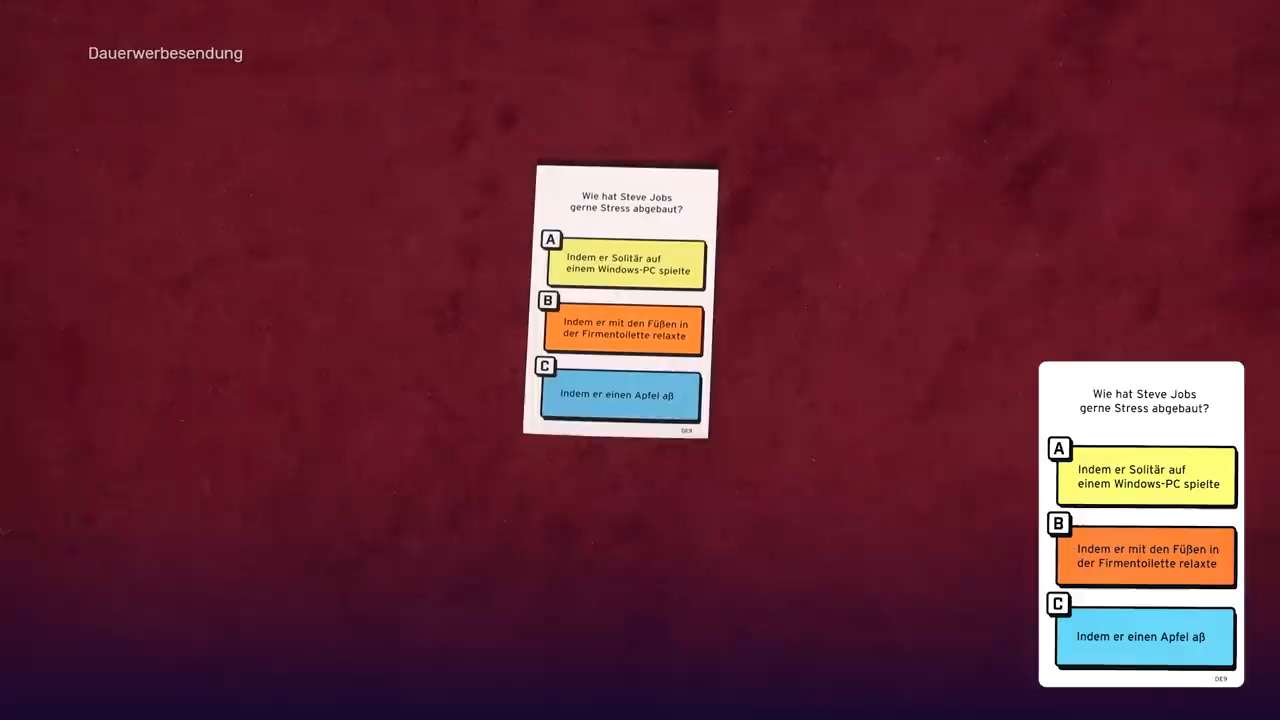 Dauerwerbesendung
Wie hat Steve Jobs
gerne Stress abgebaut?
A
Indem er Solitär auf
einem Windows-PC spielte
B
Indem er mit den Füßen in
der Firmentoilette relaxte
C
Indem er einen Apfel aß
DE9
Wie hat Steve Jobs
gerne Stress abgebaut?
A
Indem er Solitär auf
einem Windows-PC spielte
B
Indem er mit den Füßen in
der Firmentoilette relaxte
C
Indem er einen Apfel aß
DE9